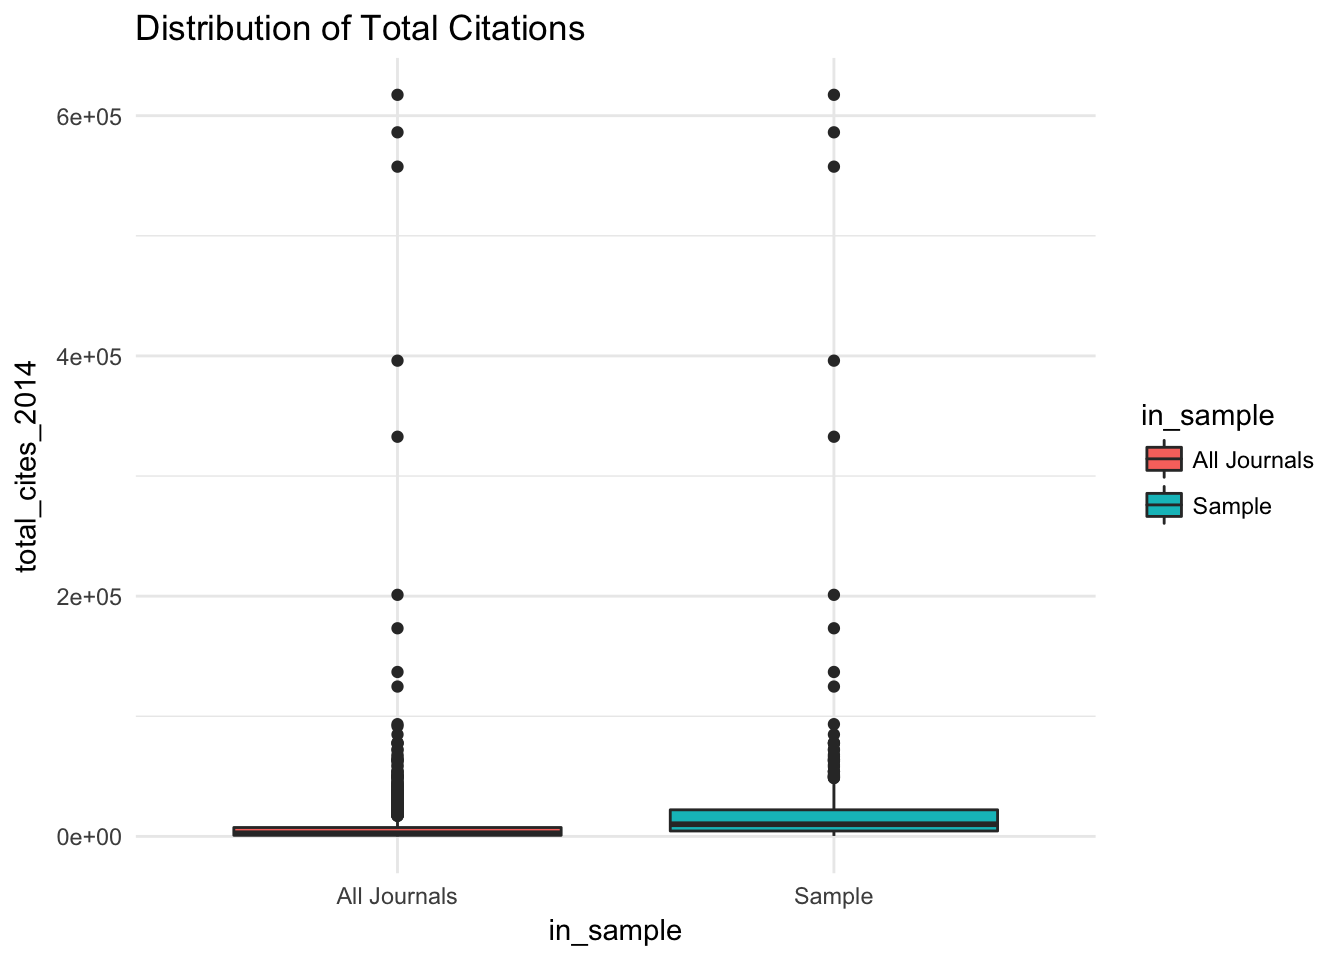 Distribution of Total Citations
6e+05
4e+05
2e+05
0e+00
total_cites_2014
All Journals
Sample
in_sample
in_sample
All Journals
Sample